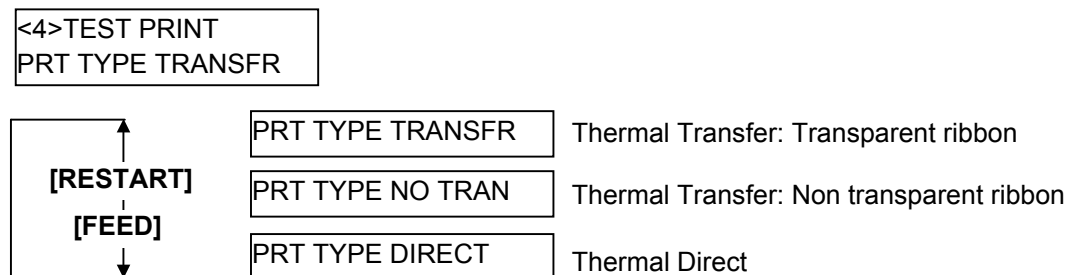 <4>TEST PRINT
PRT TYPE TRANSFR
PRT TYPE TRANSFR Thermal Transfer: Transparent ribbon
[RESTART]
PRT TYPE NO TRAN Thermal Transfer: Non transparent ribbon
[FEED]
PRT TYPE DIRECT Thermal Direct